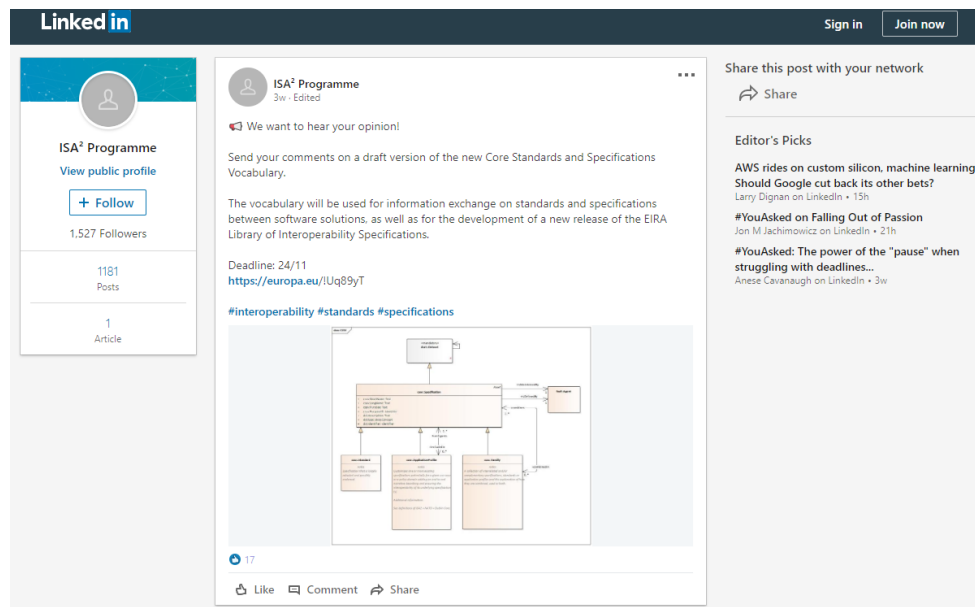 Linked in
Sign in
Join now
ISA² Programme
View public profile
+ Follow
1.527 Followers
1181
Posts
1
Article
ISA² Programme
3w · Edited
We want to hear your opinion!
Send your comments on a draft version of the new Core Standards and Specifications
Vocabulary.
The vocabulary will be used for information exchange on standards and specifications
between software solutions, as well as for the development of a new release of the EIRA
Library of Interoperability Specifications.
Deadline: 24/11
https://europa.eu/!Uq89yT
#interoperability #standards #specifications
17
Like
Comment
Share
Share this post with your network
Share
Editor's Picks
AWS rides on custom silicon, machine learning
Should Google cut back its other bets?
Larry Dignan on LinkedIn • 15h
#YouAsked on Falling Out of Passion
Jon M Jachimowicz on LinkedIn • 21h
#YouAsked: The power of the "pause" when
struggling with deadlines...
Anese Cavanaugh on LinkedIn • 3w